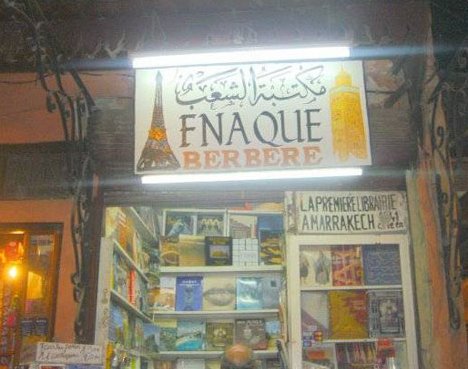 مكتبة الشعب
FNAQUE
BERBERE
LA PREMIERE LIBRAIRIE
A MARRAKECH